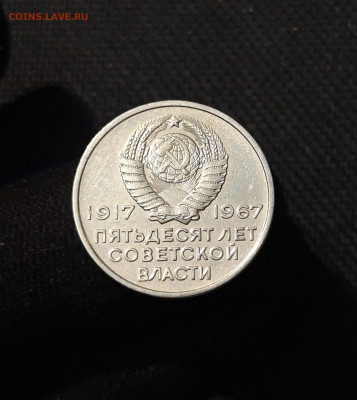 COINS.LAVE.RU
1917 1967
ПЯТЬДЕСЯТ ЛЕТ
СОВЕТСКОЙ
ВЛАСТИ